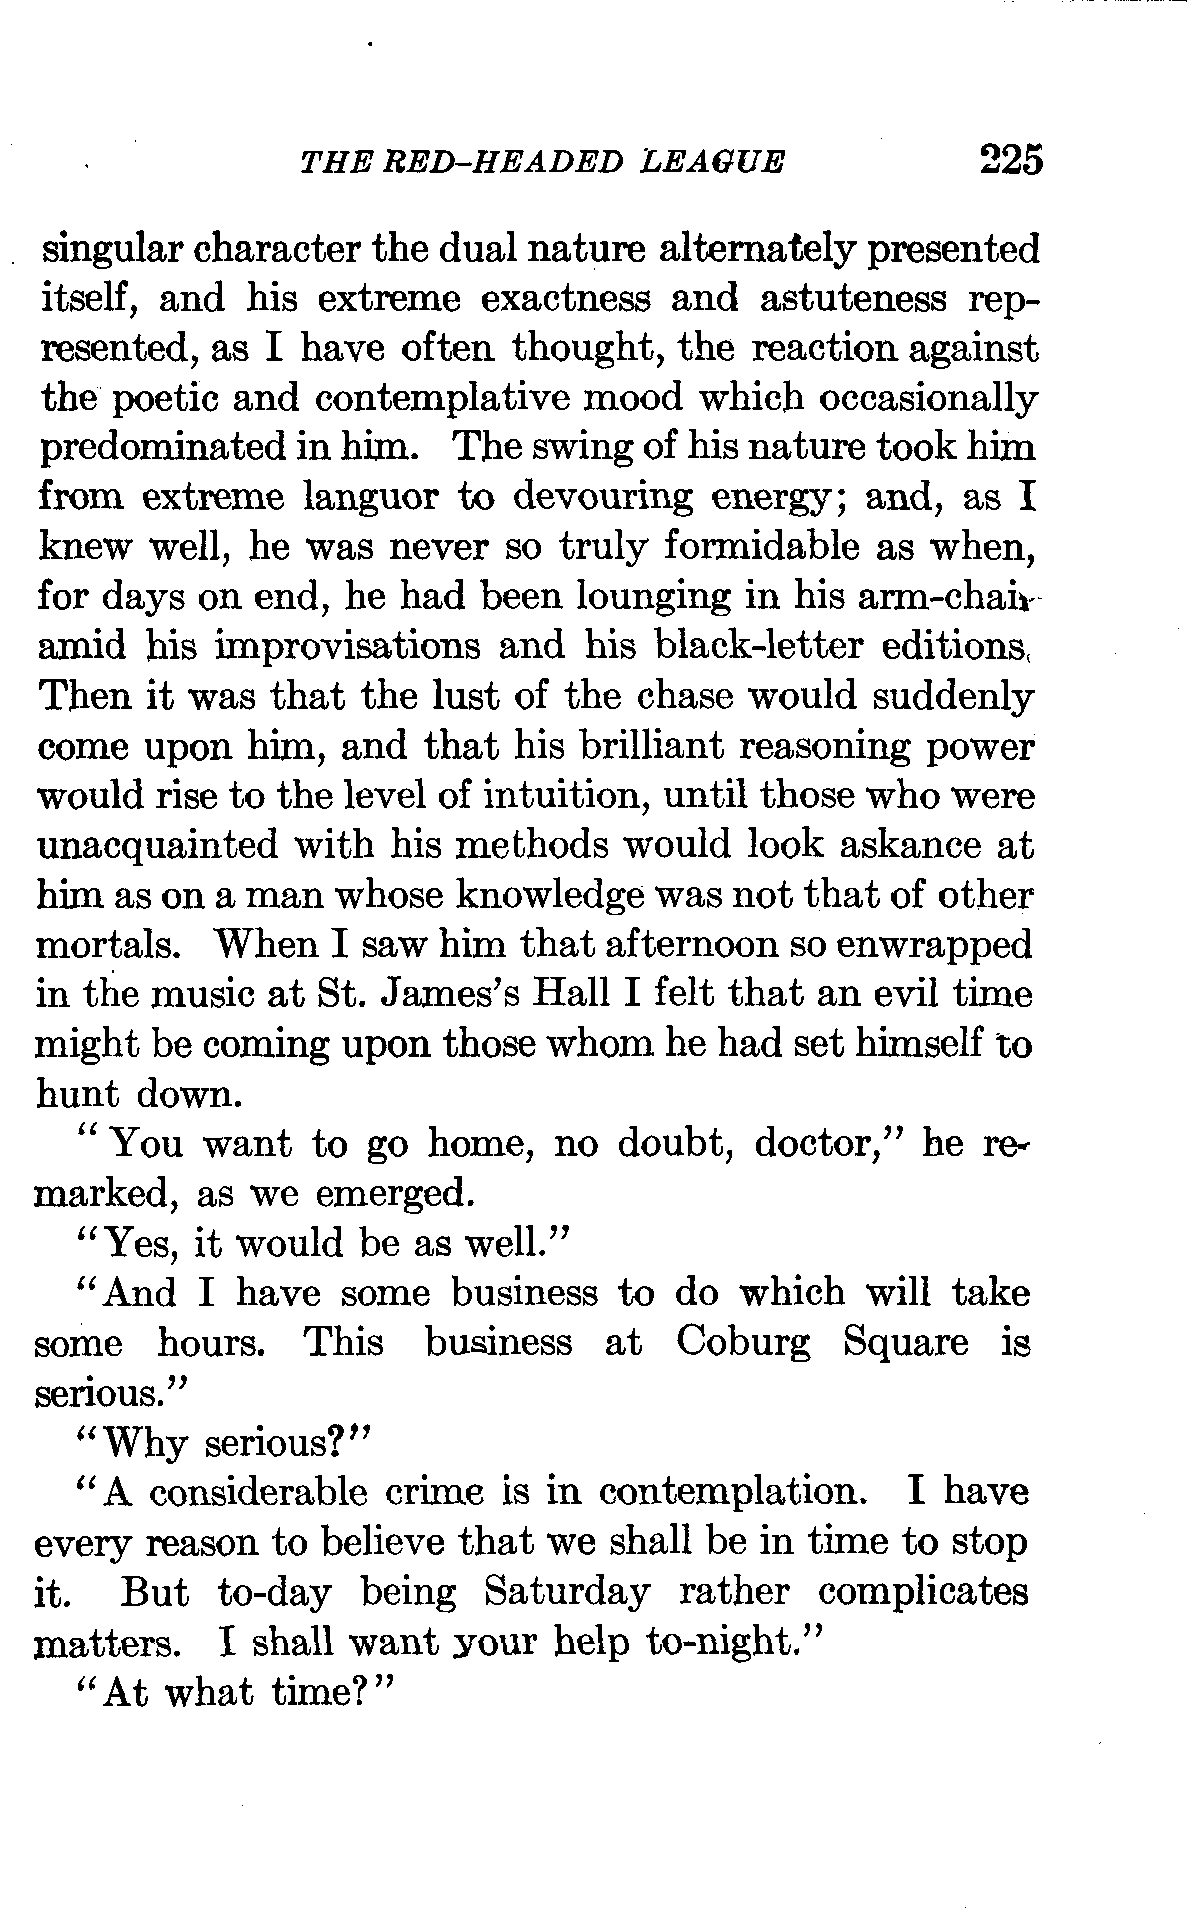 THE RED-HEADED LEAGUE 225
singular character the dual nature alternately presented
itself, and his extreme exactness and astuteness rep-
resented, as I have often thought, the reaction against
the poetic and contemplative mood which occasionally
predominated in him. The swing of his nature took him
from extreme languor to devouring energy; and, as I
knew well, he was never so truly formidable as when,
for days on end, he had been lounging in his arm-chair
amid his improvisations and his black-letter editions.
Then it was that the lust of the chase would suddenly
come upon him, and that his brilliant reasoning power
would rise to the level of intuition, until those who were
unacquainted with his methods would look askance at
him as on a man whose knowledge was not that of other
mortals. When I saw him that afternoon so enwrapped
in the music at St. James's Hall I felt that an evil time
might be coming upon those whom he had set himself to
hunt down.
"You want to go home, no doubt, doctor," he re-
marked, as we emerged.
"Yes, it would be as well."
"And I have some business to do which will take
some hours. This business at Coburg Square is
serious."
"Why serious?"
"A considerable crime is in contemplation. I have
every reason to believe that we shall be in time to stop
it. But to-day being Saturday rather complicates
matters. I shall want your help to-night."
"At what time?"